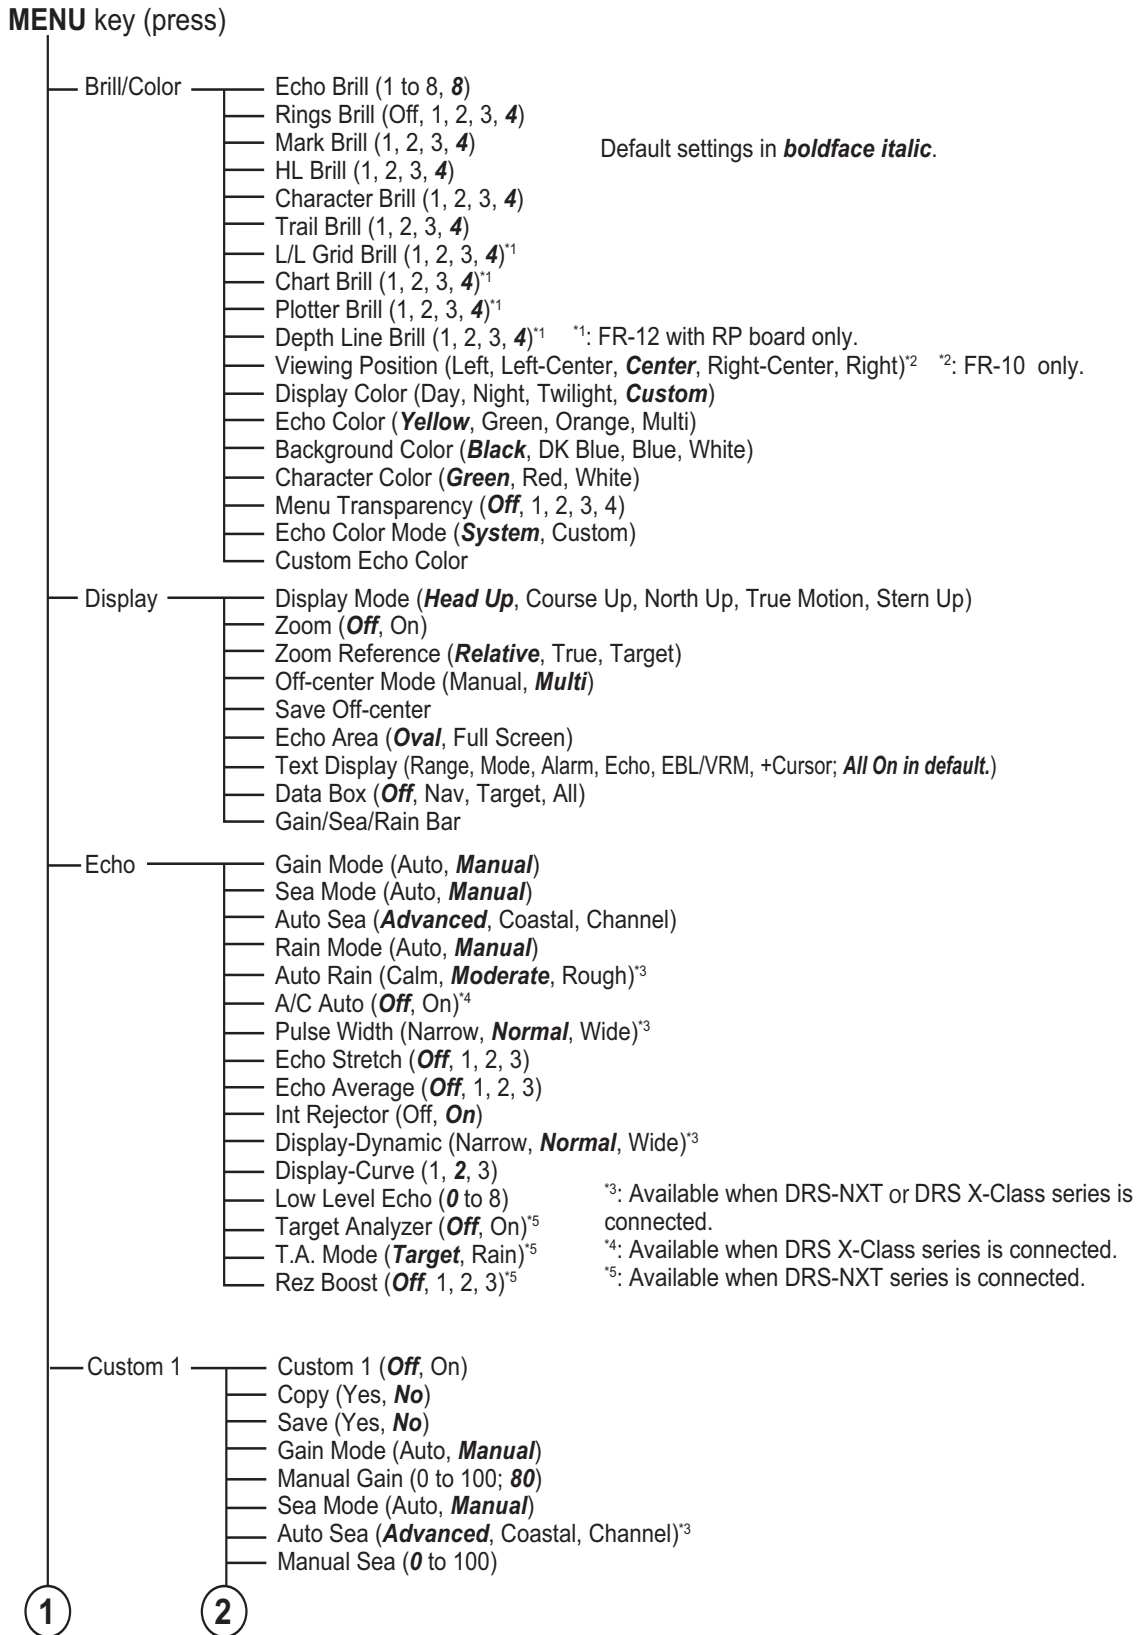 MENU key (press)
Brill/Color
Echo Brill (1 to 8, 8)
Rings Brill (Off, 1, 2, 3, 4)
Mark Brill (1, 2, 3, 4)
Default settings in boldface italic.
HL Brill (1, 2, 3, 4)
Character Brill (1, 2, 3, 4)
Trail Brill (1, 2, 3, 4)
L/L Grid Brill (1, 2, 3, 4)*1
Chart Brill (1, 2, 3, 4)*1
Plotter Brill (1, 2, 3, 4)*1
Depth Line Brill (1, 2, 3, 4)*1 *1: FR-12 with RP board only.
Viewing Position (Left, Left-Center, Center, Right-Center, Right)*2 *2: FR-10 only.
Display Color (Day, Night, Twilight, Custom)
Echo Color (Yellow, Green, Orange, Multi)
Background Color (Black, DK Blue, Blue, White)
Character Color (Green, Red, White)
Menu Transparency (Off, 1, 2, 3, 4)
Echo Color Mode (System, Custom)
Custom Echo Color
Display
Display Mode (Head Up, Course Up, North Up, True Motion, Stern Up)
Zoom (Off, On)
Zoom Reference (Relative, True, Target)
Off-center Mode (Manual, Multi)
Save Off-center
Echo Area (Oval, Full Screen)
Text Display (Range, Mode, Alarm, Echo, EBL/VRM, +Cursor; All On in default.)
Data Box (Off, Nav, Target, All)
Gain/Sea/Rain Bar
Echo
Gain Mode (Auto, Manual)
Sea Mode (Auto, Manual)
Auto Sea (Advanced, Coastal, Channel)
Rain Mode (Auto, Manual)
Auto Rain (Calm, Moderate, Rough)*3
A/C Auto (Off, On)*4
Pulse Width (Narrow, Normal, Wide)*3
Echo Stretch (Off, 1, 2, 3)
Echo Average (Off, 1, 2, 3)
Int Rejector (Off, On)
Display-Dynamic (Narrow, Normal, Wide)*3
Display-Curve (1, 2, 3)
Low Level Echo (0 to 8)
Target Analyzer (Off, On)*5
T.A. Mode (Target, Rain)*5
Rez Boost (Off, 1, 2, 3)*5
*3: Available when DRS-NXT or DRS X-Class series is
connected.
*4: Available when DRS X-Class series is connected.
*5: Available when DRS-NXT series is connected.
Custom 1
Custom 1 (Off, On)
Copy (Yes, No)
Save (Yes, No)
Gain Mode (Auto, Manual)
Manual Gain (0 to 100; 80)
Sea Mode (Auto, Manual)
Auto Sea (Advanced, Coastal, Channel)*3
Manual Sea (0 to 100)
1
2